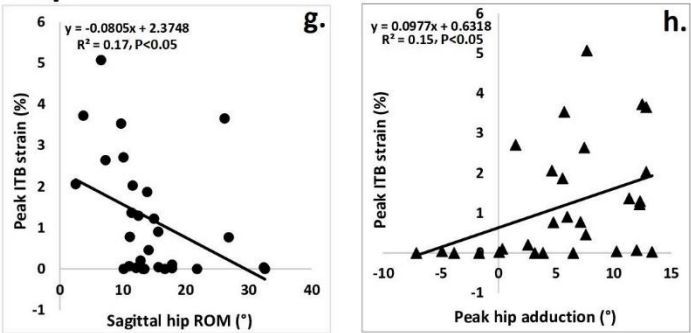 y = -0.0805x + 2.3748
R² = 0.17, P<0.05
g.
6
5
4
3
2
1
0
-1
Peak ITB strain (%)
0
10
20
30
40
Sagittal hip ROM (°)
y = 0.0977x + 0.6318
R² = 0.15, P<0.05
h.
6
5
4
3
2
1
0
-1
Peak ITB strain (%)
-10
-5
0
5
10
15
Peak hip adduction (°)